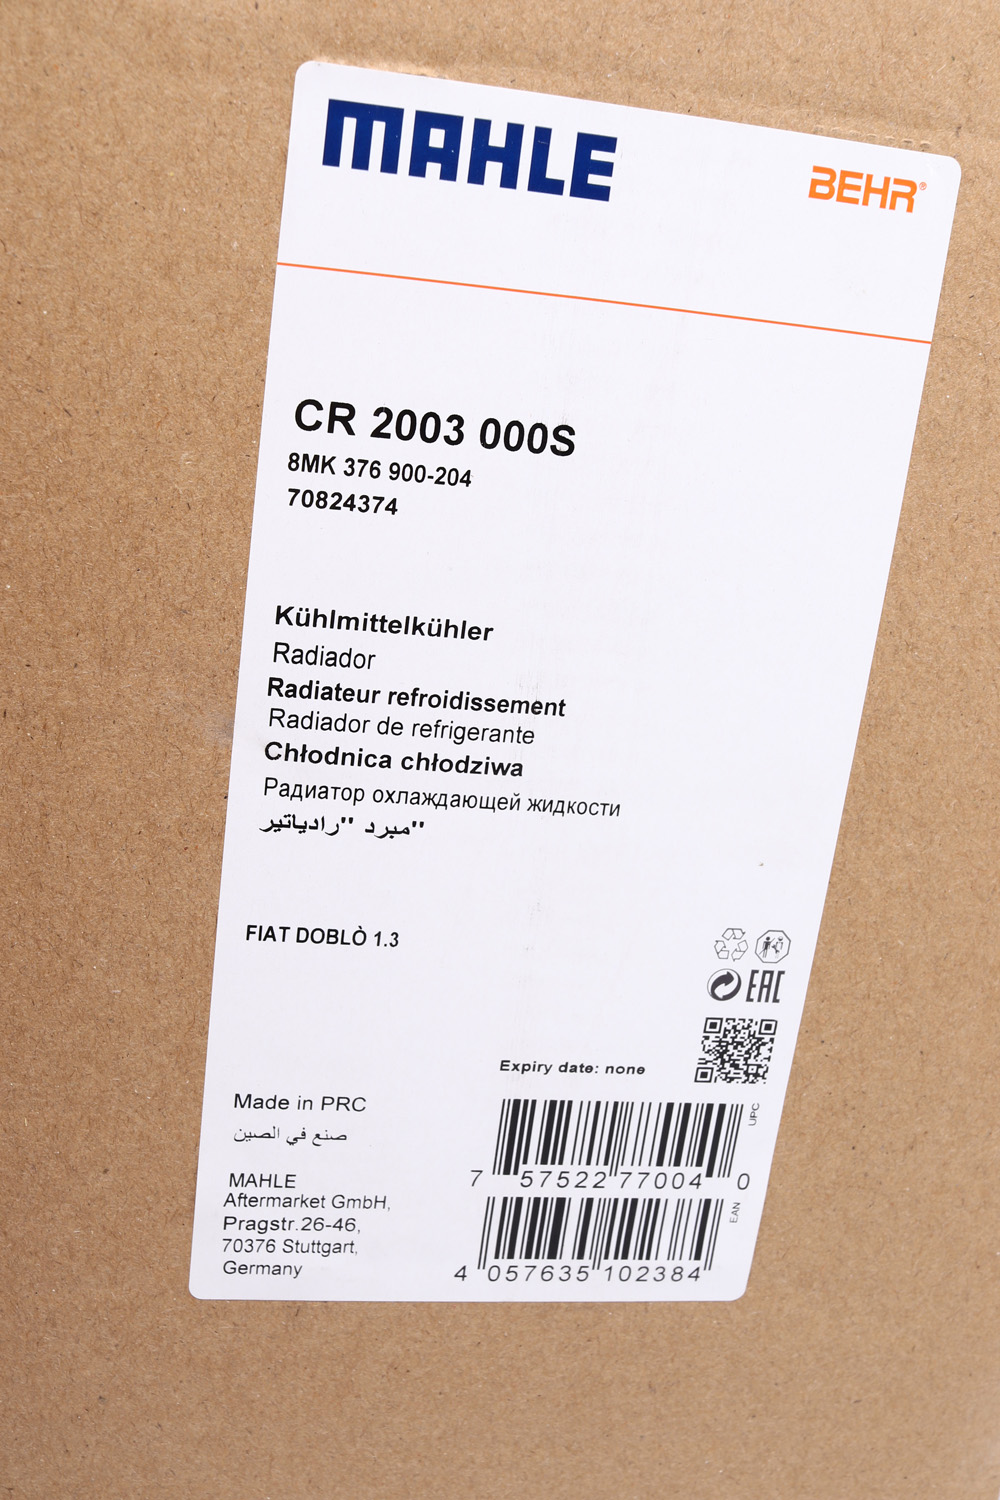 MAHLE
BEHR®
CR 2003 000S
8MK 376 900-204
70824374
Kühlmittelkühler
Radiador
Radiateur refroidissement
Radiador de refrigerante
Chłodnica chłodziwa
Радиатор охлаждающей жидкости
"مبرد "رادياتير
FIAT DOBLÒ 1.3
EAC
Expiry date: none
Made in PRC
صنع في الصين
UPC
7 57522 77004 0
MAHLE
Aftermarket GmbH,
Pragstr.26-46,
70376 Stuttgart,
Germany
EAN
4 057635 102384